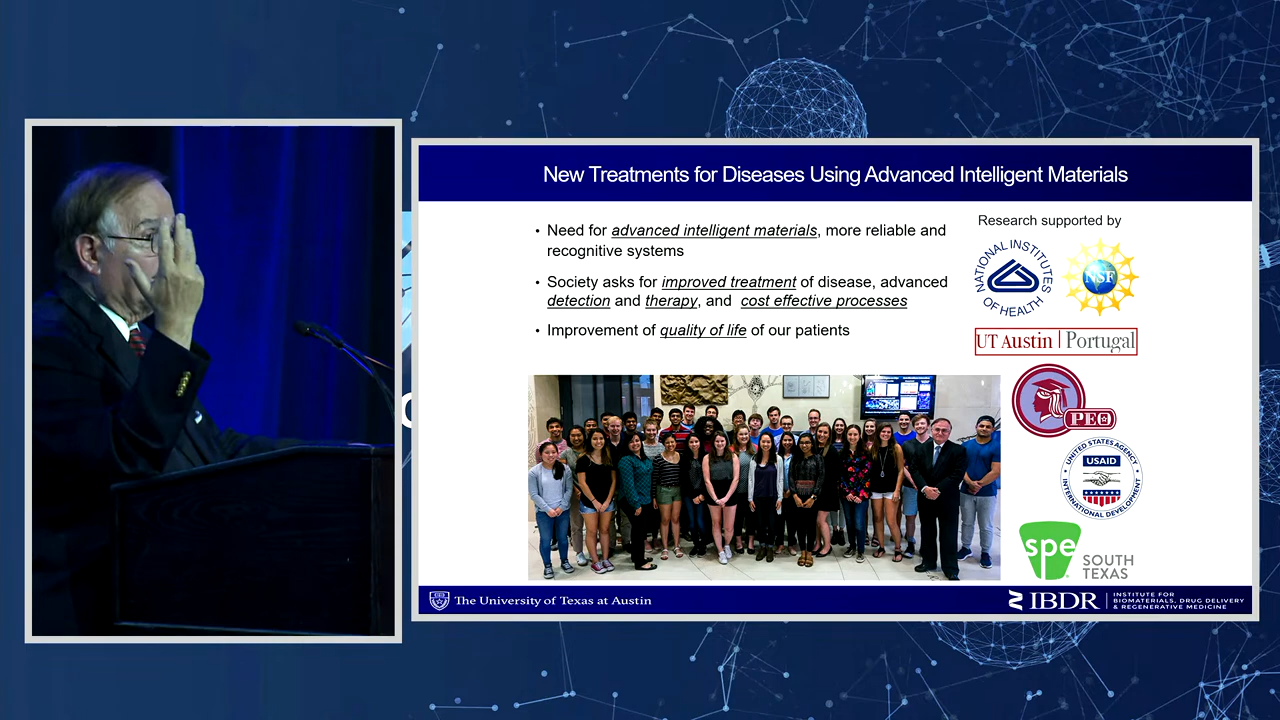 New Treatments for Diseases Using Advanced Intelligent Materials
• Need for advanced intelligent materials, more reliable and
recognitive systems
• Society asks for improved treatment of disease, advanced
detection and therapy, and cost effective processes
• Improvement of quality of life of our patients
Research supported by
NATIONAL INSTITUTES
OF HEALTH
NSF
UT Austin | Portugal
PEO
UNITED STATES AGENCY
USAID
INTERNATIONAL DEVELOPMENT
spe
SOUTH
TEXAS
The University of Texas at Austin
IBDR
INSTITUTE FOR
BIOMATERIALS, DRUG DELIVERY
& REGENERATIVE MEDICINE